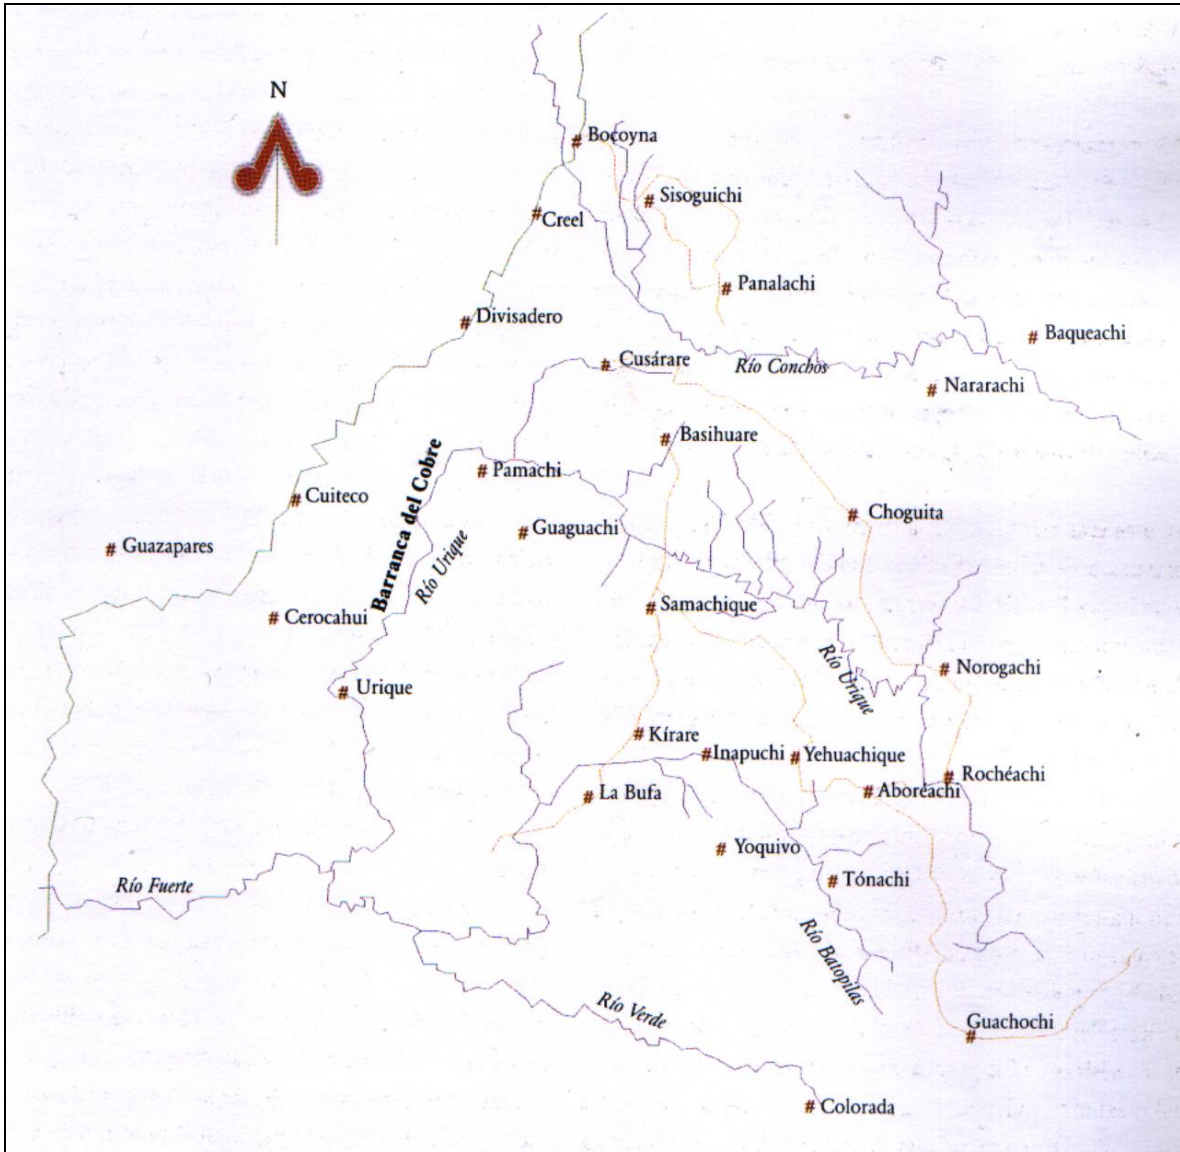 N
Bocoyna
Sisoguichi
Creel
Panalachi
Divisadero
Baqueachi
Cusárare
Río Conchos
Nararachi
Basihuare
Pamachi
Barranca del Cobre
Cuiteco
Choguita
Guaguachi
Guazapares
Río Urique
Samachique
Cerocahui
Río Urique
Norogachi
Urique
Kírare
Inapuchi
Yehuachique
Rochéachi
La Bufa
Aboréachi
Yoquivo
Río Fuerte
Tónachi
Río Batopilas
Río Verde
Guachochi
Colorada